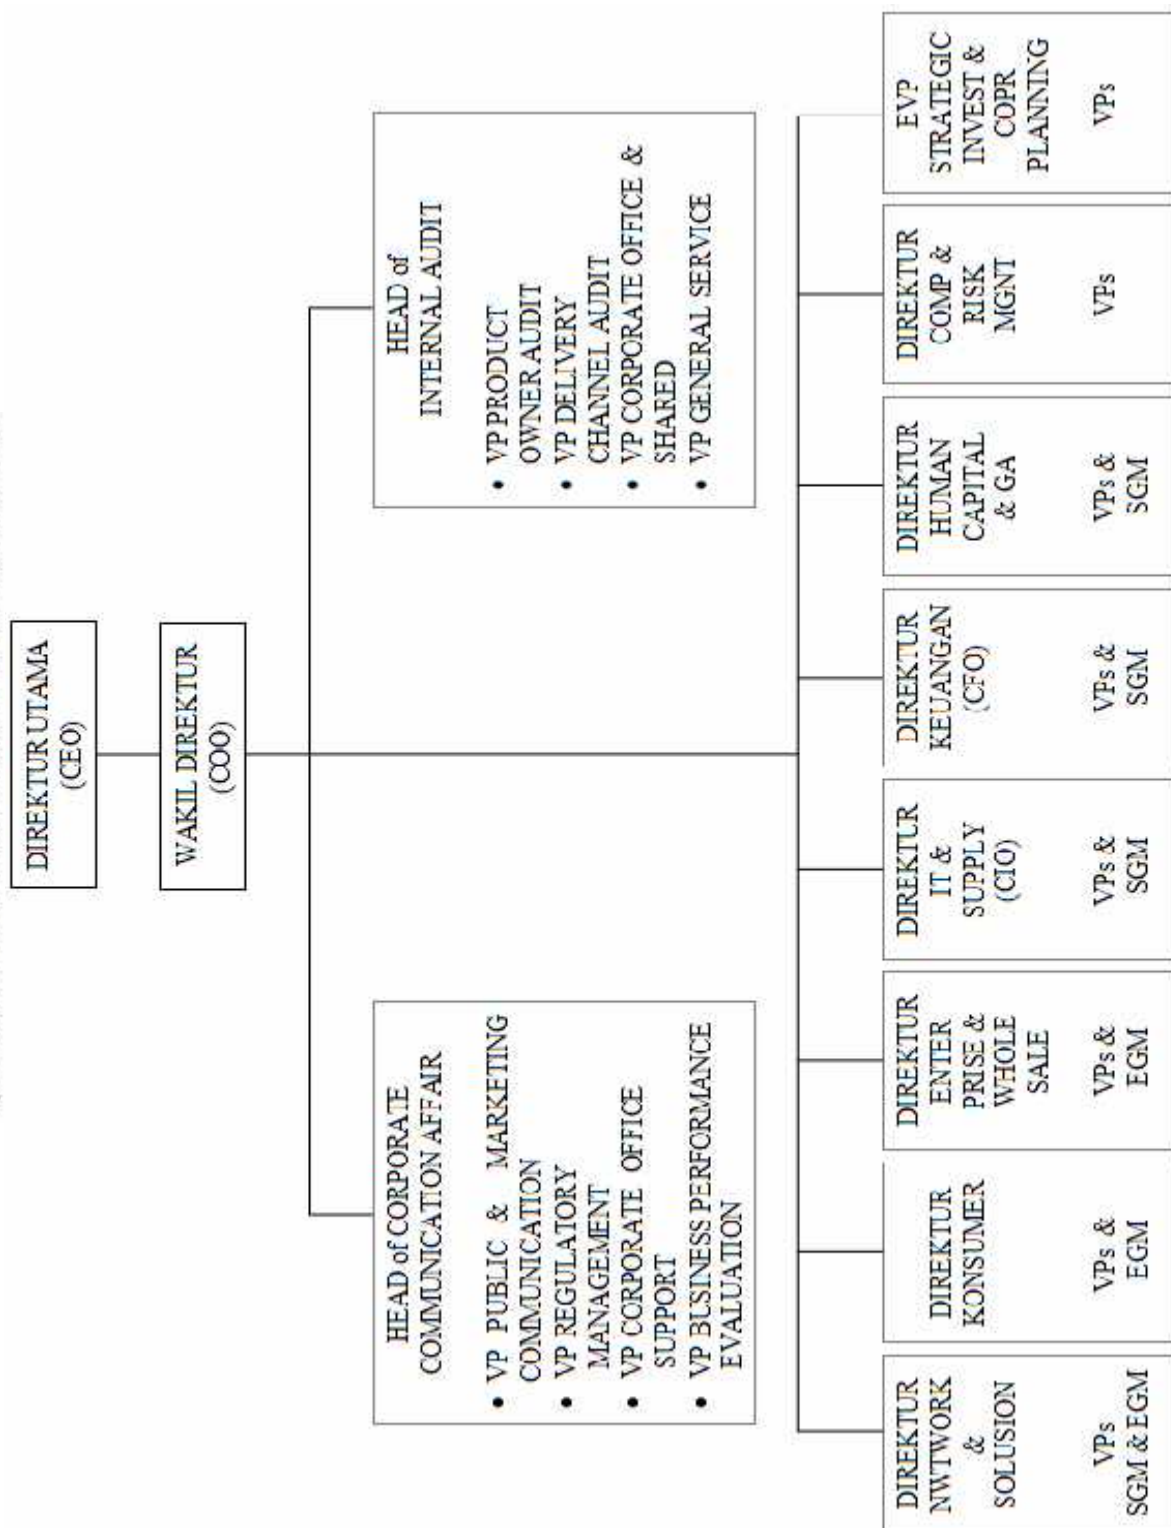 DIREKTUR UTAMA
(CEO)
WAKIL DIREKTUR
(COO)
HEAD of CORPORATE
COMMUNICATION AFFAIR
• VP PUBLIC & MARKETING
COMMUNICATION
• VP REGULATORY
MANAGEMENT
• VP CORPORATE OFFICE
SUPPORT
• VP BUSINESS PERFORMANCE
EVALUATION
HEAD of
INTERNAL AUDIT
• VP PRODUCT
OWNER AUDIT
• VP DELIVERY
CHANNEL AUDIT
• VP CORPORATE OFFICE &
SHARED
• VP GENERAL SERVICE
DIREKTUR
NWTWORK
&
SOLUSION
VPs
SGM & EGM
DIREKTUR
KONSUMER
VPs &
EGM
DIREKTUR
ENTER
PRISE &
WHOLE
SALE
VPs &
EGM
DIREKTUR
IT &
SUPPLY
(CIO)
VPs &
SGM
DIREKTUR
KEUANGAN
(CFO)
VPs &
SGM
DIREKTUR
HUMAN
CAPITAL
& GA
VPs &
SGM
DIREKTUR
COMP &
RISK
MGNT
VPs
EVP
STRATEGIC
INVEST &
COPR
PLANNING
VPs